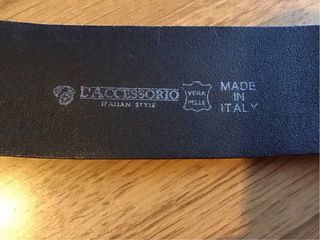 L'ACCESSORIO
ITALIAN STYLE
VERA
PELLE
MADE
IN
ITALY